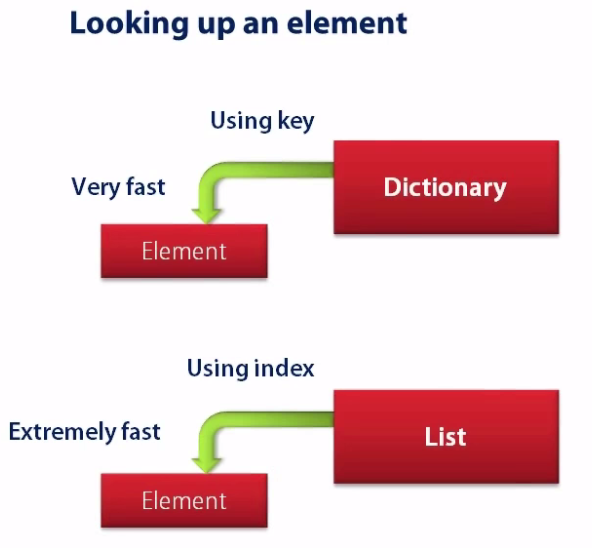 Looking up an element
Using key
Dictionary
Very fast
Element
Using index
Extremely fast
List
Element